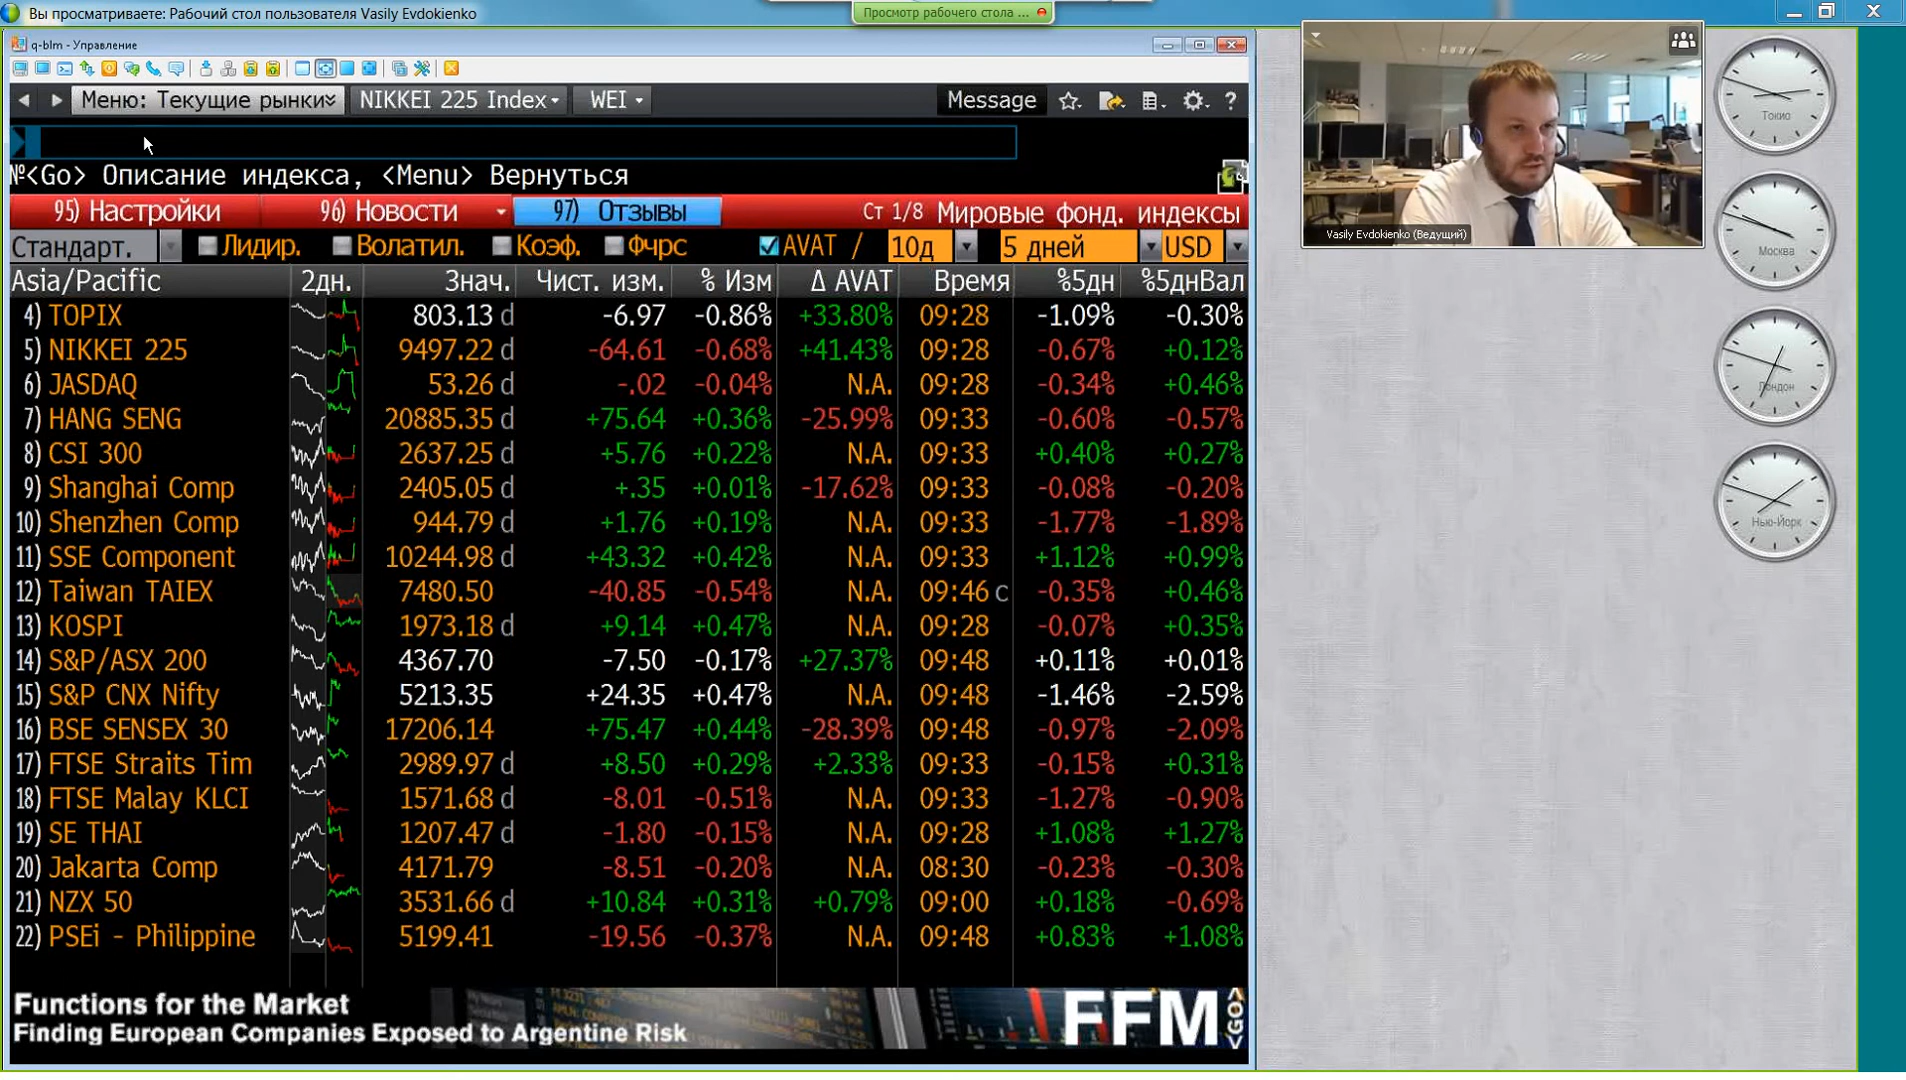 Вы просматриваете: Рабочий стол пользователя Vasily Evdokienko
Просмотр рабочего стола ...
q-blm - Управление
Меню: Текущие рынки NIKKEI 225 Index WEI Message ?
№<Go> Описание индекса, <Menu> Вернуться
95) Настройки 96) Новости 97) Отзывы Ст 1/8 Мировые фонд. индексы
Стандарт. Лидир. Волатил. Коэф. Фчрс AVAT / 10д 5 дней USD
Asia/Pacific 2дн. Знач. Чист. изм. % Изм Δ AVAT Время %5дн %5днВал
4) TOPIX 803.13 d -6.97 -0.86% +33.80% 09:28 -1.09% -0.30%
5) NIKKEI 225 9497.22 d -64.61 -0.68% +41.43% 09:28 -0.67% +0.12%
6) JASDAQ 53.26 d -.02 -0.04% N.A. 09:28 -0.34% +0.46%
7) HANG SENG 20885.35 d +75.64 +0.36% -25.99% 09:33 -0.60% -0.57%
8) CSI 300 2637.25 d +5.76 +0.22% N.A. 09:33 +0.40% +0.27%
9) Shanghai Comp 2405.05 d +.35 +0.01% -17.62% 09:33 -0.08% -0.20%
10) Shenzhen Comp 944.79 d +1.76 +0.19% N.A. 09:33 -1.77% -1.89%
11) SSE Component 10244.98 d +43.32 +0.42% N.A. 09:33 +1.12% +0.99%
12) Taiwan TAIEX 7480.50 -40.85 -0.54% N.A. 09:46 c -0.35% +0.46%
13) KOSPI 1973.18 d +9.14 +0.47% N.A. 09:28 -0.07% +0.35%
14) S&P/ASX 200 4367.70 -7.50 -0.17% +27.37% 09:48 +0.11% +0.01%
15) S&P CNX Nifty 5213.35 +24.35 +0.47% N.A. 09:48 -1.46% -2.59%
16) BSE SENSEX 30 17206.14 +75.47 +0.44% -28.39% 09:48 -0.97% -2.09%
17) FTSE Straits Tim 2989.97 d +8.50 +0.29% +2.33% 09:33 -0.15% +0.31%
18) FTSE Malay KLCI 1571.68 d -8.01 -0.51% N.A. 09:33 -1.27% -0.90%
19) SE THAI 1207.47 d -1.80 -0.15% N.A. 09:28 +1.08% +1.27%
20) Jakarta Comp 4171.79 -8.51 -0.20% N.A. 08:30 -0.23% -0.30%
21) NZX 50 3531.66 d +10.84 +0.31% +0.79% 09:00 +0.18% -0.69%
22) PSEi - Philippine 5199.41 -19.56 -0.37% N.A. 09:48 +0.83% +1.08%
Functions for the Market
Finding European Companies Exposed to Argentine Risk
FFM <GO>
Vasily Evdokienko (Ведущий)
Токио
Москва
Лондон
Нью-Йорк